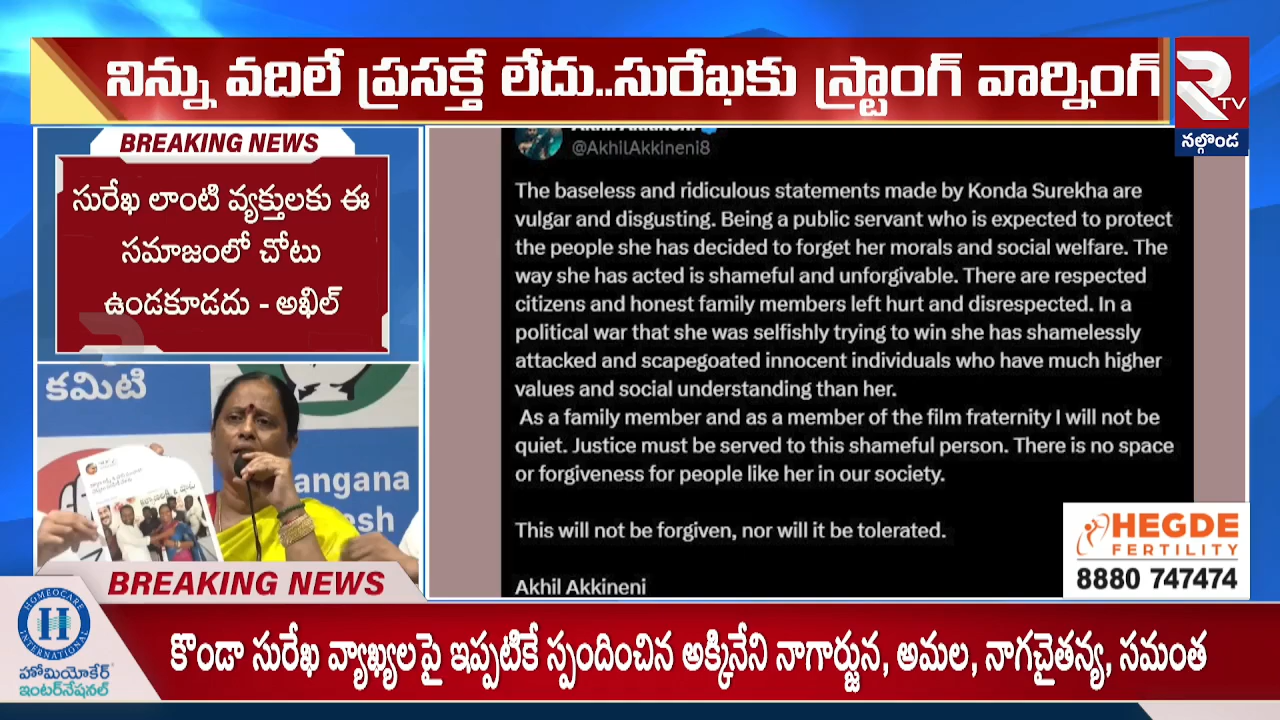 నిన్ను వదిలే ప్రసక్తే లేదు..సురేఖకు స్ట్రాంగ్ వార్నింగ్
RTV
నల్గొండ
BREAKING NEWS
సురేఖ లాంటి వ్యక్తులకు ఈ
సమాజంలో చోటు
ఉండకూడదు - అఖిల్
@AkhilAkkineni8
The baseless and ridiculous statements made by Konda Surekha are
vulgar and disgusting. Being a public servant who is expected to protect
the people she has decided to forget her morals and social welfare. The
way she has acted is shameful and unforgivable. There are respected
citizens and honest family members left hurt and disrespected. In a
political war that she was selfishly trying to win she has shamelessly
attacked and scapegoated innocent individuals who have much higher
values and social understanding than her.
As a family member and as a member of the film fraternity I will not be
quiet. Justice must be served to this shameful person. There is no space
or forgiveness for people like her in our society.
This will not be forgiven, nor will it be tolerated.
Akhil Akkineni
కమిటి
angana
esh
HEGDE
FERTILITY
8880 747474
BREAKING NEWS
HOMEOCARE INTERNATIONAL
H
హోమియోకేర్
ఇంటర్నేషనల్
కొండా సురేఖ వ్యాఖ్యలపై ఇప్పటికే స్పందించిన అక్కినేని నాగార్జున, అమల, నాగచైతన్య, సమంత